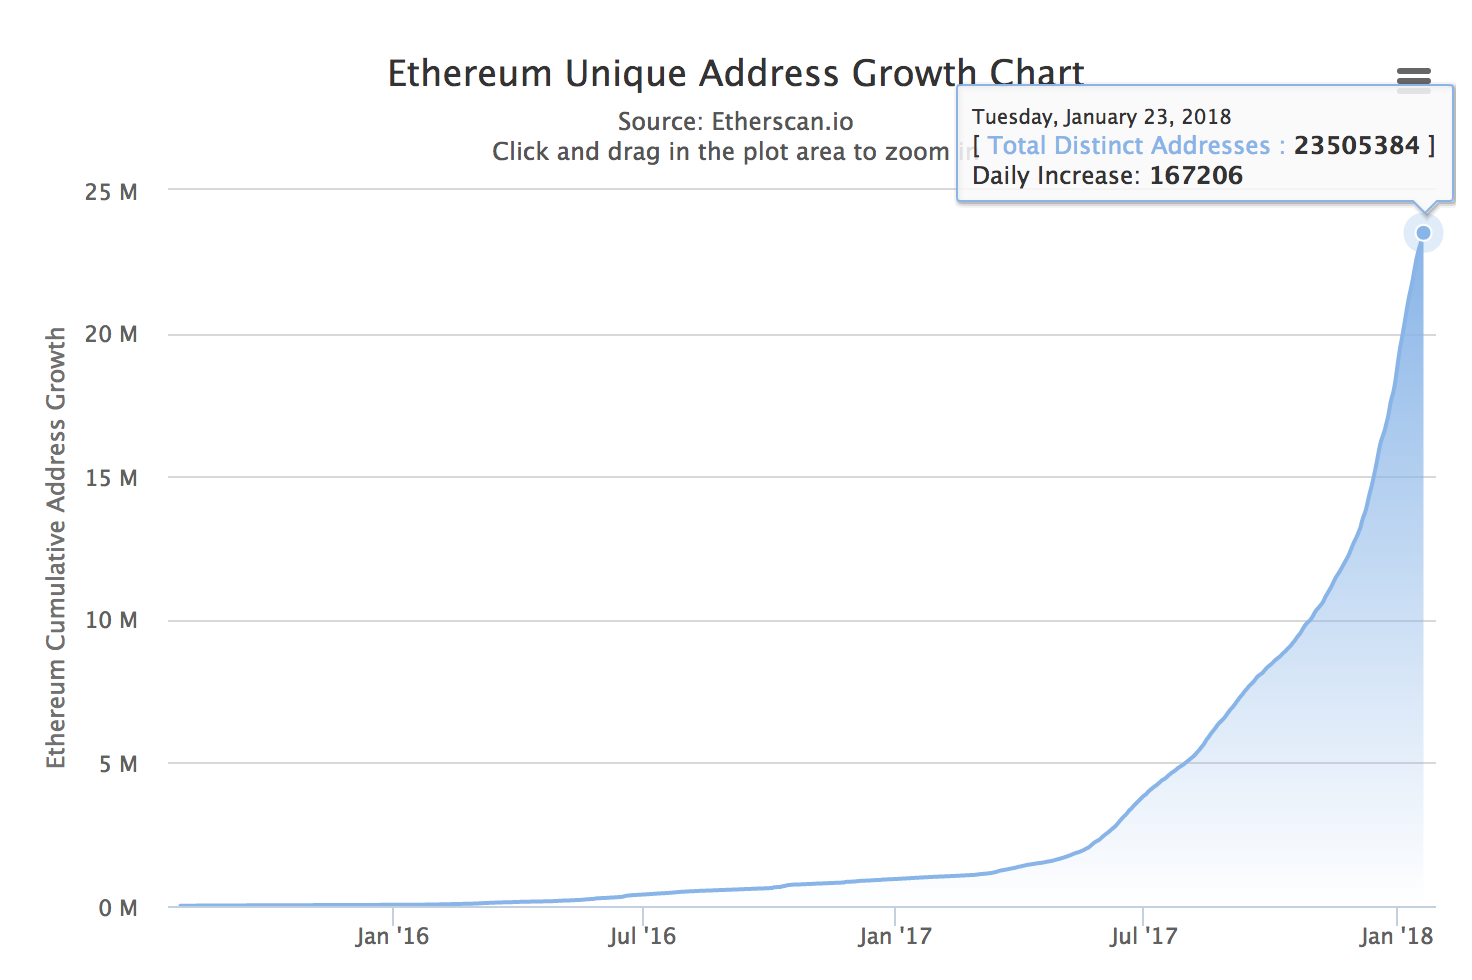 Ethereum Unique Address Growth Chart
Source: Etherscan.io
Click and drag in the plot area to zoom in
Tuesday, January 23, 2018
[ Total Distinct Addresses : 23505384 ]
Daily Increase: 167206
Ethereum Cumulative Address Growth
25 M
20 M
15 M
10 M
5 M
0 M
Jan '16
Jul '16
Jan '17
Jul '17
Jan '18